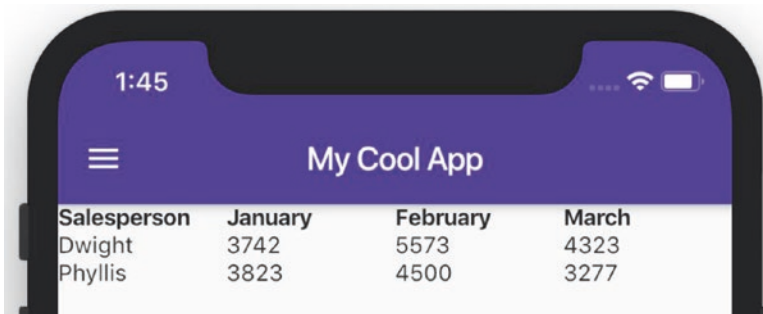 1:45
My Cool App
Salesperson January February March
Dwight 3742 5573 4323
Phyllis 3823 4500 3277